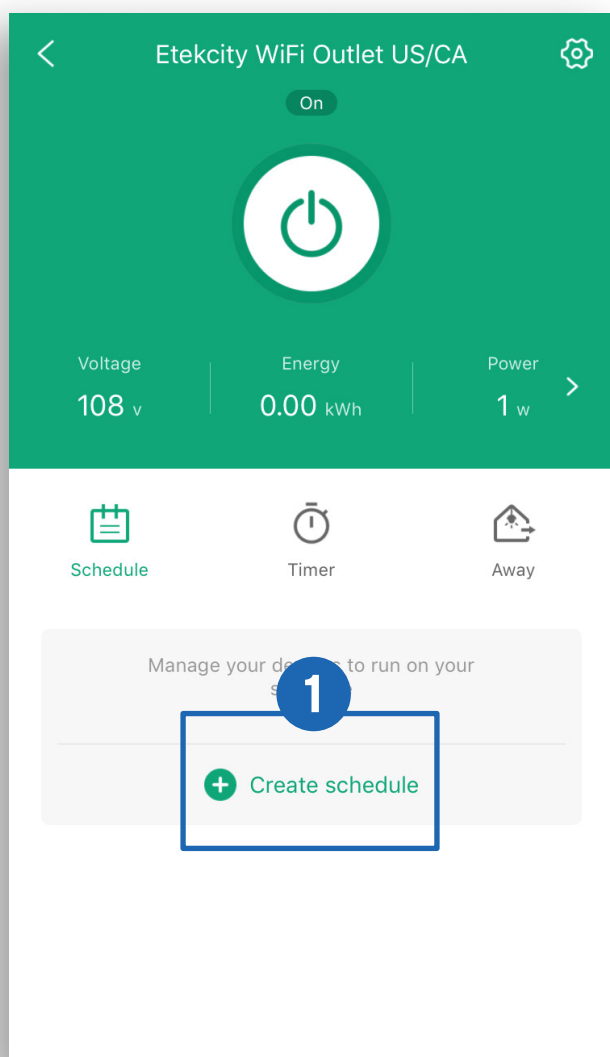 Etekcity WiFi Outlet US/CA
On
Voltage
Energy
Power
108 v
0.00 kWh
1 w
Schedule
Timer
Away
Manage your to run on your
1
Create schedule